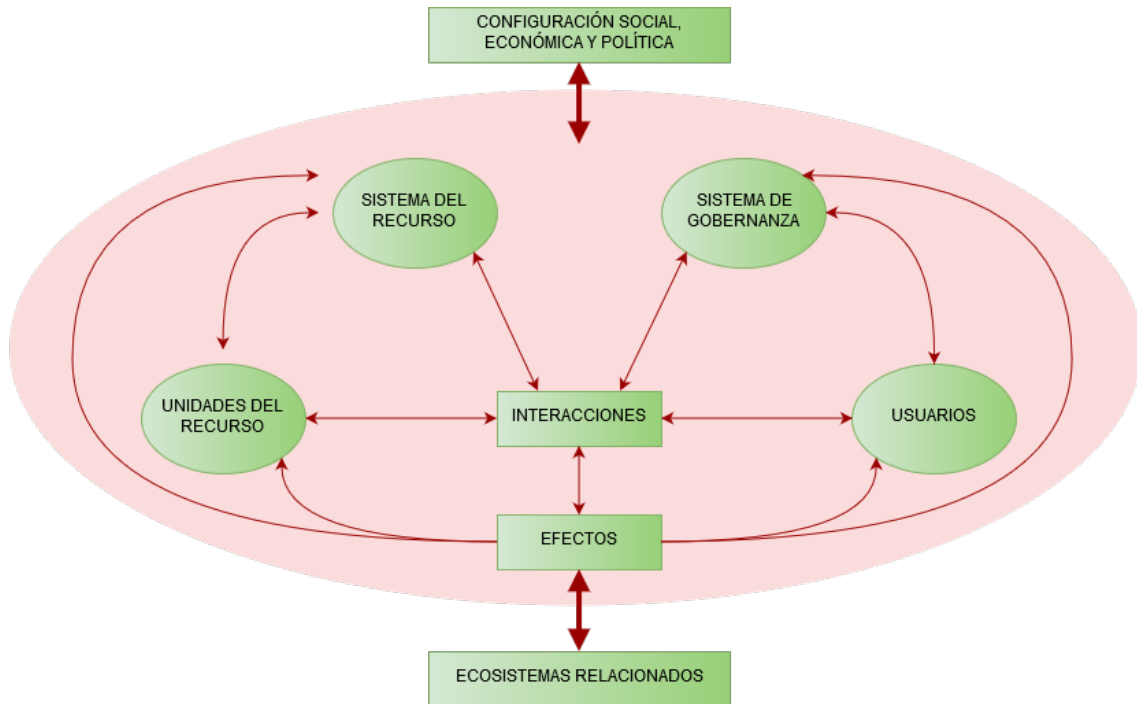 CONFIGURACIÓN SOCIAL,
ECONÓMICA Y POLÍTICA
SISTEMA DEL
RECURSO
SISTEMA DE
GOBERNANZA
UNIDADES DEL
RECURSO
INTERACCIONES
USUARIOS
EFECTOS
ECOSISTEMAS RELACIONADOS